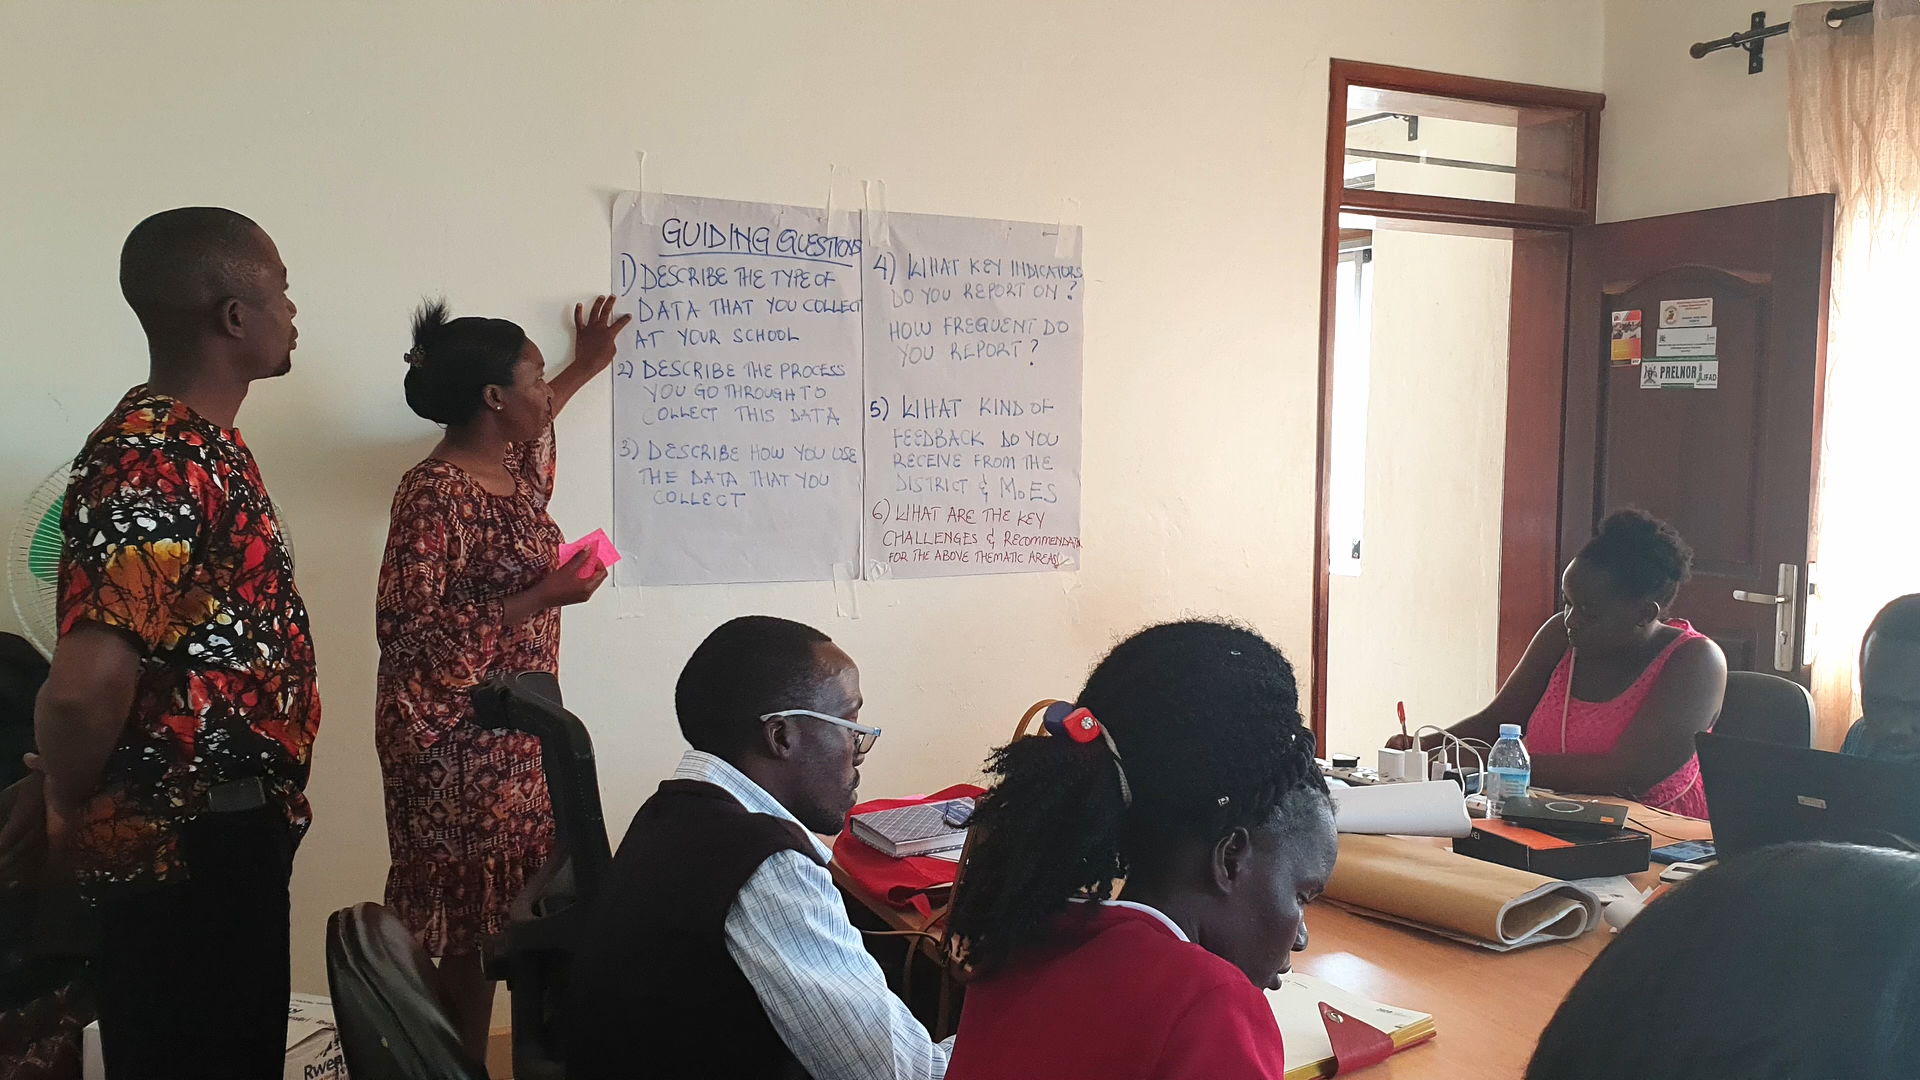 GUIDING QUESTIONS
1) DESCRIBE THE TYPE OF
DATA THAT YOU COLLECT
AT YOUR SCHOOL
2) DESCRIBE THE PROCESS
YOU GO THROUGH TO
COLLECT THIS DATA
3) DESCRIBE HOW YOU USE
THE DATA THAT YOU
COLLECT
4) WHAT KEY INDICATORS
DO YOU REPORT ON ?
HOW FREQUENT DO
YOU REPORT ?
5) WHAT KIND OF
FEEDBACK DO YOU
RECEIVE FROM THE
DISTRICT & MoES
6) WHAT ARE THE KEY
CHALLENGES & RECOMMENDATN
FOR THE ABOVE THEMATIC AREAS
PRELNOR
JLIFAD
Rwen